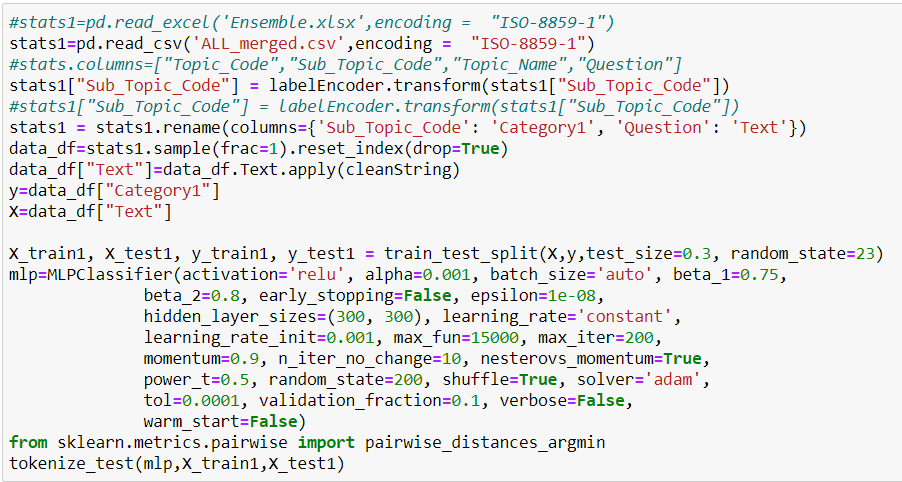 #stats1=pd.read_excel('Ensemble.xlsx',encoding =  "ISO-8859-1")
stats1=pd.read_csv('ALL_merged.csv',encoding =  "ISO-8859-1")
#stats.columns=["Topic_Code","Sub_Topic_Code","Topic_Name","Question"]
stats1["Sub_Topic_Code"] = labelEncoder.transform(stats1["Sub_Topic_Code"])
#stats1["Sub_Topic_Code"] = labelEncoder.transform(stats1["Sub_Topic_Code"])
stats1 = stats1.rename(columns={'Sub_Topic_Code': 'Category1', 'Question': 'Text'})
data_df=stats1.sample(frac=1).reset_index(drop=True)
data_df["Text"]=data_df.Text.apply(cleanString)
y=data_df["Category1"]
X=data_df["Text"]

X_train1, X_test1, y_train1, y_test1 = train_test_split(X,y,test_size=0.3, random_state=23)
mlp=MLPClassifier(activation='relu', alpha=0.001, batch_size='auto', beta_1=0.75,
              beta_2=0.8, early_stopping=False, epsilon=1e-08,
              hidden_layer_sizes=(300, 300), learning_rate='constant',
              learning_rate_init=0.001, max_fun=15000, max_iter=200,
              momentum=0.9, n_iter_no_change=10, nesterovs_momentum=True,
              power_t=0.5, random_state=200, shuffle=True, solver='adam',
              tol=0.0001, validation_fraction=0.1, verbose=False,
              warm_start=False)
from sklearn.metrics.pairwise import pairwise_distances_argmin
tokenize_test(mlp,X_train1,X_test1)